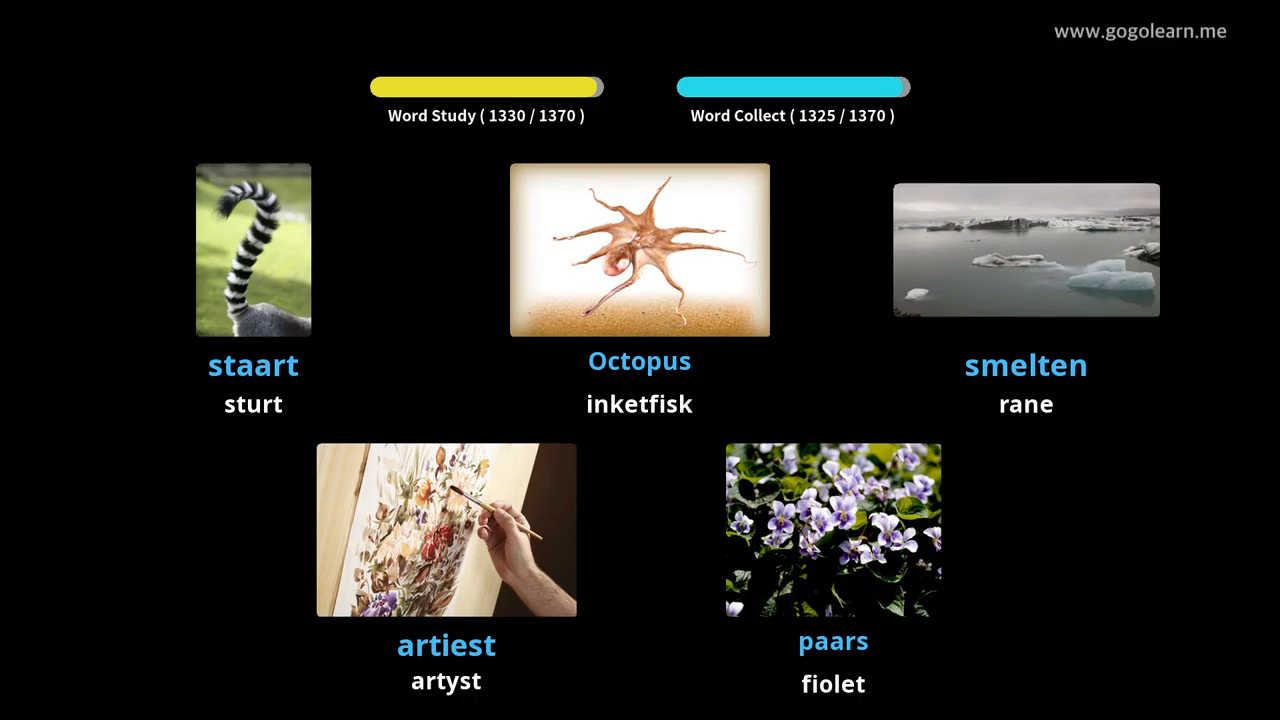 www.gogolearn.me
Word Study ( 1330 / 1370 )
Word Collect ( 1325 / 1370 )
staart
sturt
Octopus
inketfisk
smelten
rane
artiest
artyst
paars
fiolet